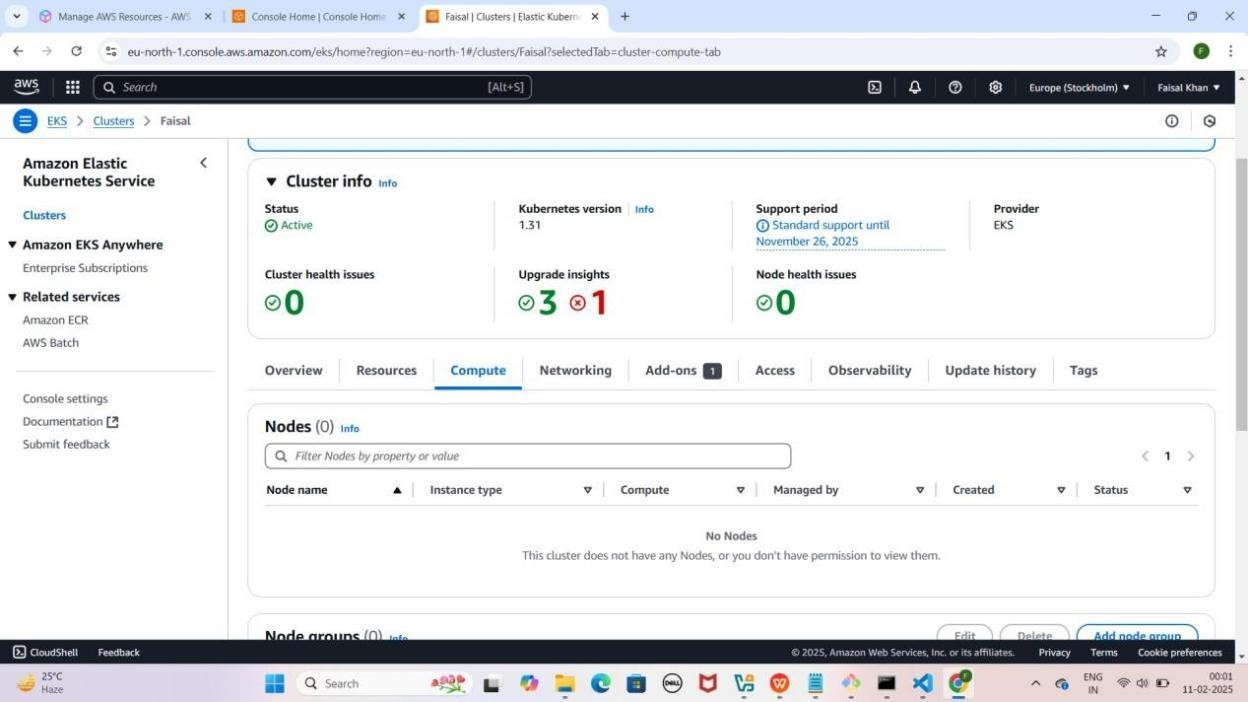 Manage AWS Resources - AWS
Console Home | Console Home
Faisal | Clusters | Elastic Kubern
eu-north-1.console.aws.amazon.com/eks/home?region=eu-north-1#/clusters/Faisal?selectedTab=cluster-compute-tab
F
aws
Search
[Alt+S]
Europe (Stockholm)
Faisal Khan
EKS > Clusters > Faisal
Amazon Elastic
Kubernetes Service
Clusters
Amazon EKS Anywhere
Enterprise Subscriptions
Related services
Amazon ECR
AWS Batch
Console settings
Documentation
Submit feedback
Cluster info Info
Status
Active
Kubernetes version Info
1.31
Support period
Standard support until
November 26, 2025
Provider
EKS
Cluster health issues
0
Upgrade insights
3 1
Node health issues
0
Overview
Resources
Compute
Networking
Add-ons 1
Access
Observability
Update history
Tags
Nodes (0) Info
Filter Nodes by property or value
1
Node name
Instance type
Compute
Managed by
Created
Status
No Nodes
This cluster does not have any Nodes, or you don't have permission to view them.
Node groups (0) Info
Edit
Delete
Add node group
CloudShell
Feedback
© 2025, Amazon Web Services, Inc. or its affiliates.
Privacy
Terms
Cookie preferences
25°C
Haze
Search
DELL
ENG
IN
00:01
11-02-2025